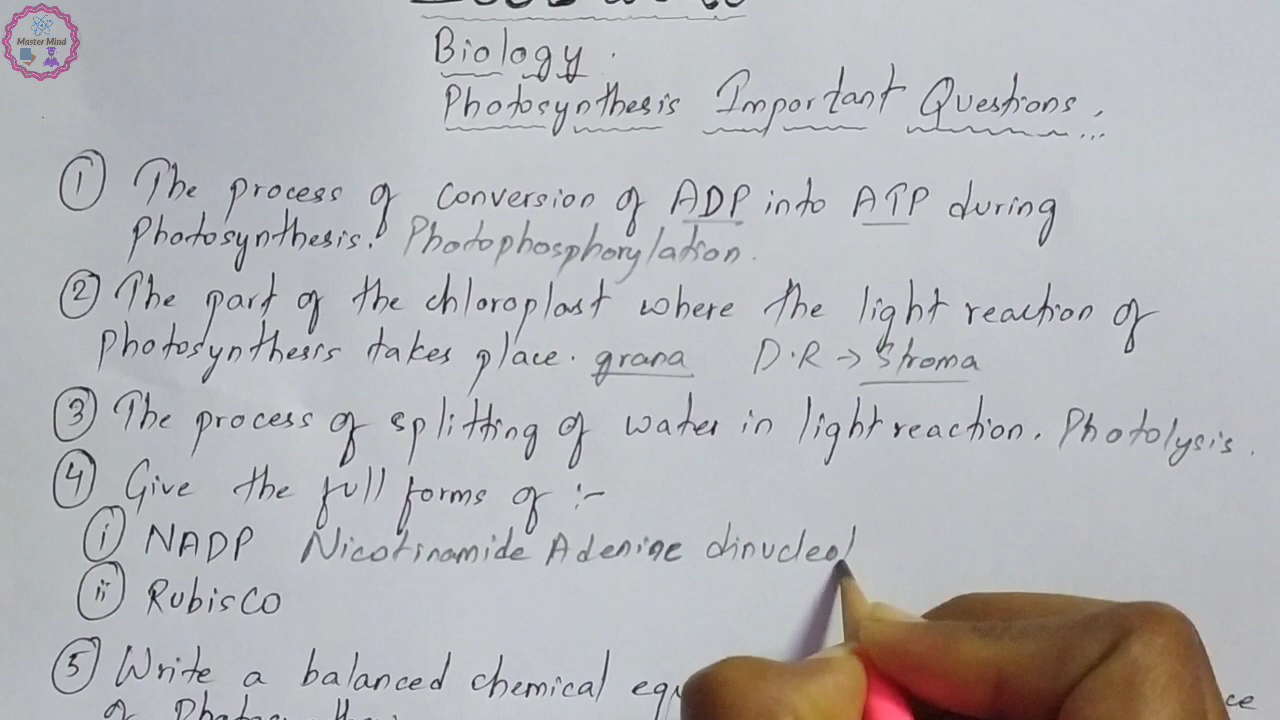 Master Mind
Biology.
Photosynthesis Important Questions...
① The process of conversion of ADP into ATP during
Photosynthesis. Photophosphorylation.
② The part of the chloroplast where the light reaction of
Photosynthesis takes place. grana D.R → Stroma
③ The process of splitting of water in light reaction. Photolysis.
④ Give the full forms of :-
ⓘ NADP Nicotinamide Adenine dinucleo
ii RUBISCO
⑤ Write a balanced chemical
of